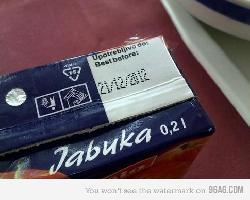 Upotrebljivo do:
Best before:
21/12/2012
Jabuka 0,2l
You won't see the watermark on 9GAG.COM